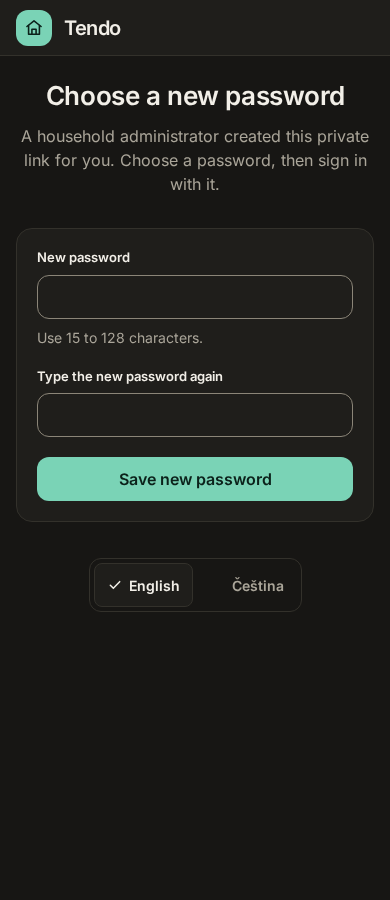 Tendo
Choose a new password
A household administrator created this private
link for you. Choose a password, then sign in
with it.
New password
Use 15 to 128 characters.
Type the new password again
Save new password
English
Čeština